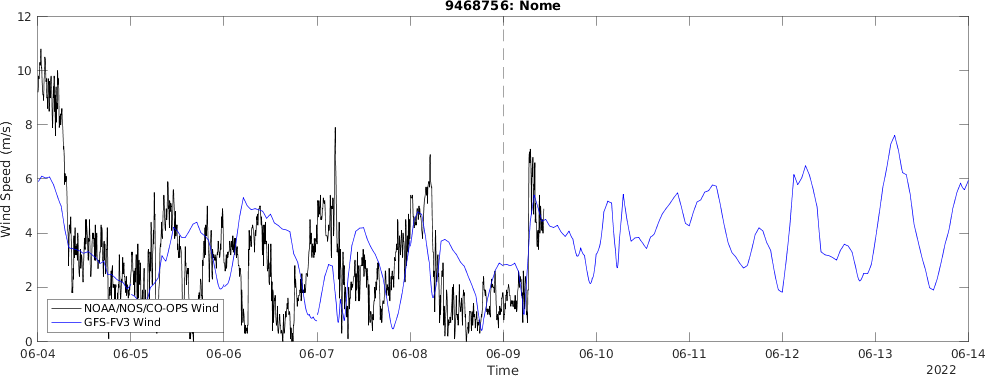 9468756: Nome
12
10
8
6
4
2
0
Wind Speed (m/s)
NOAA/NOS/CO-OPS Wind
GFS-FV3 Wind
06-04 06-05 06-06 06-07 06-08 06-09 06-10 06-11 06-12 06-13 06-14
Time
2022